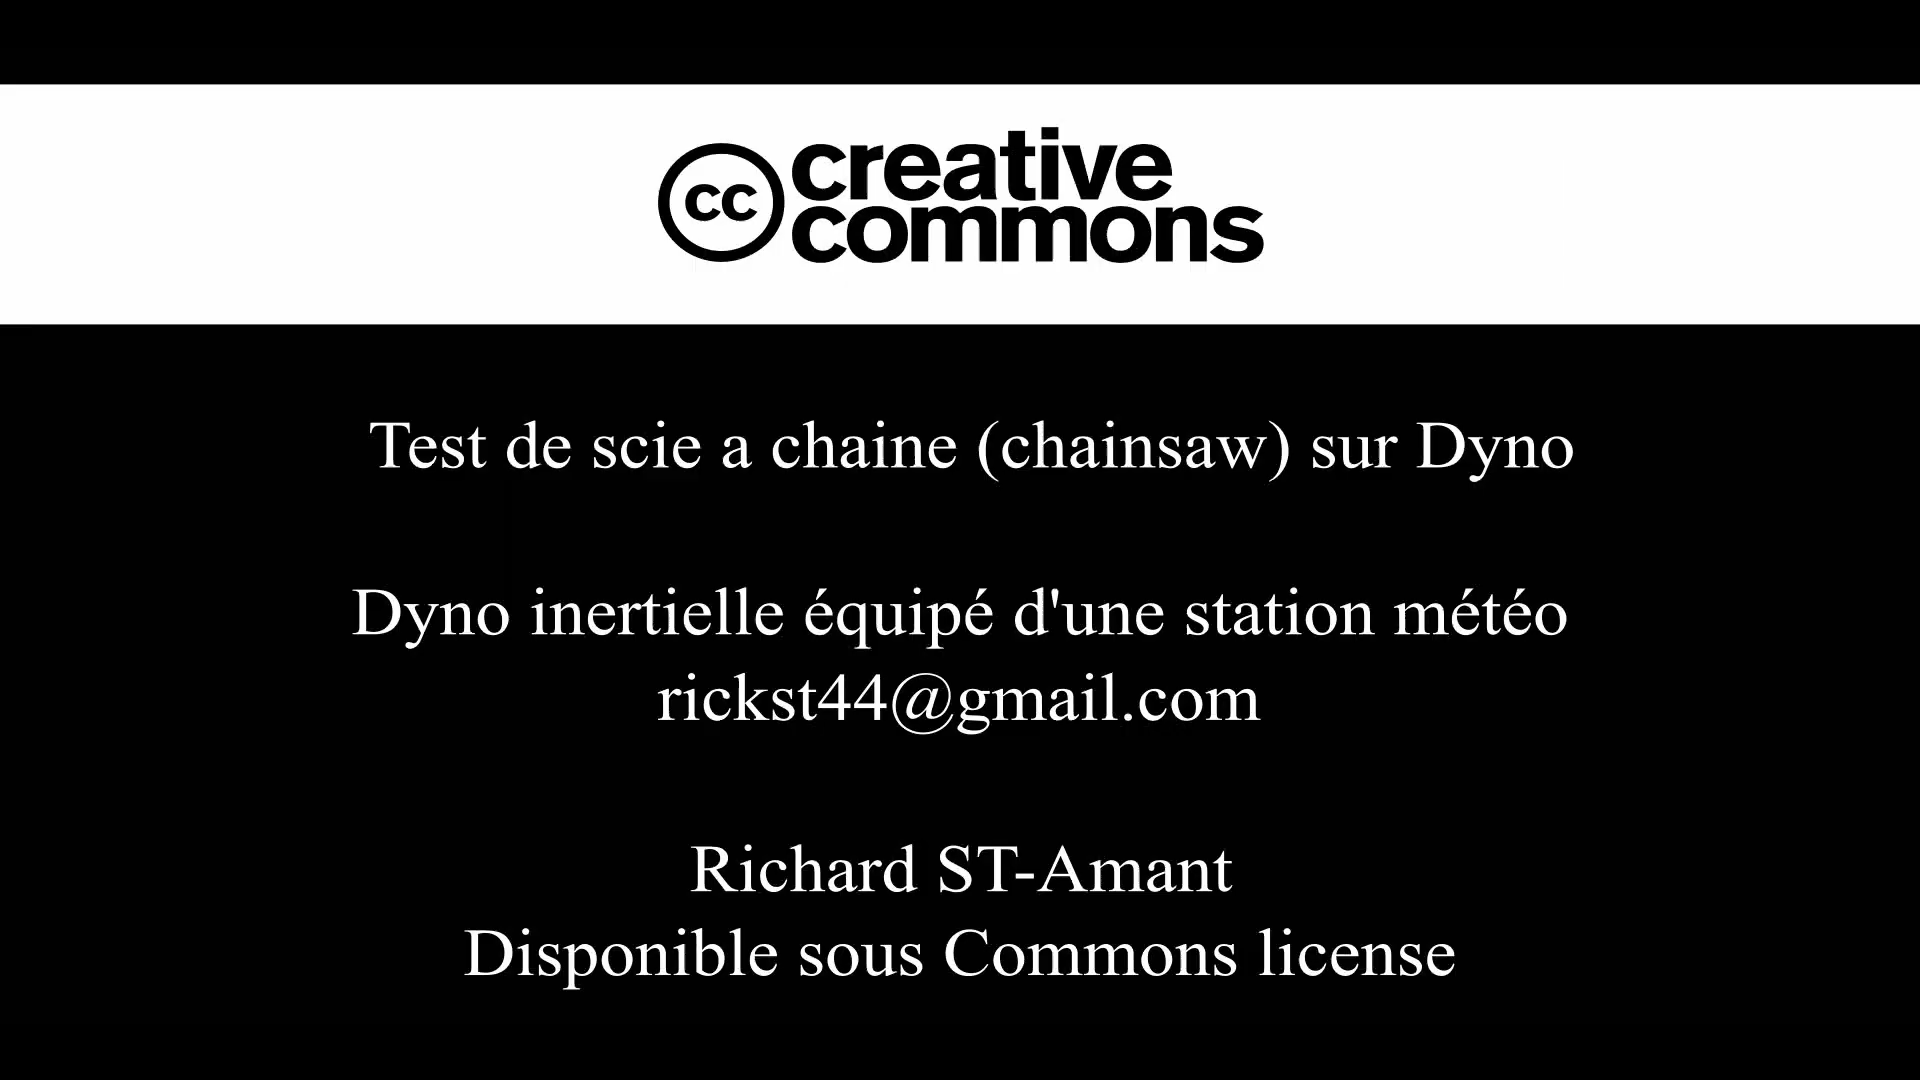 cc creative
commons
Test de scie a chaine (chainsaw) sur Dyno
Dyno inertielle équipé d'une station météo
rickst44@gmail.com
Richard ST-Amant
Disponible sous Commons license